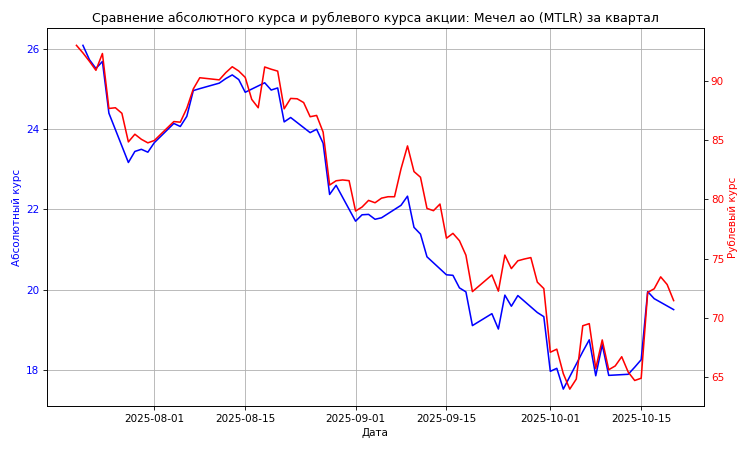 Сравнение абсолютного курса и рублевого курса акции: Мечел ао (MTLR) за квартал
26
24
22
20
18
Абсолютный курс
90
85
80
75
70
65
Рублевый курс
2025-08-01 2025-08-15 2025-09-01 2025-09-15 2025-10-01 2025-10-15
Дата